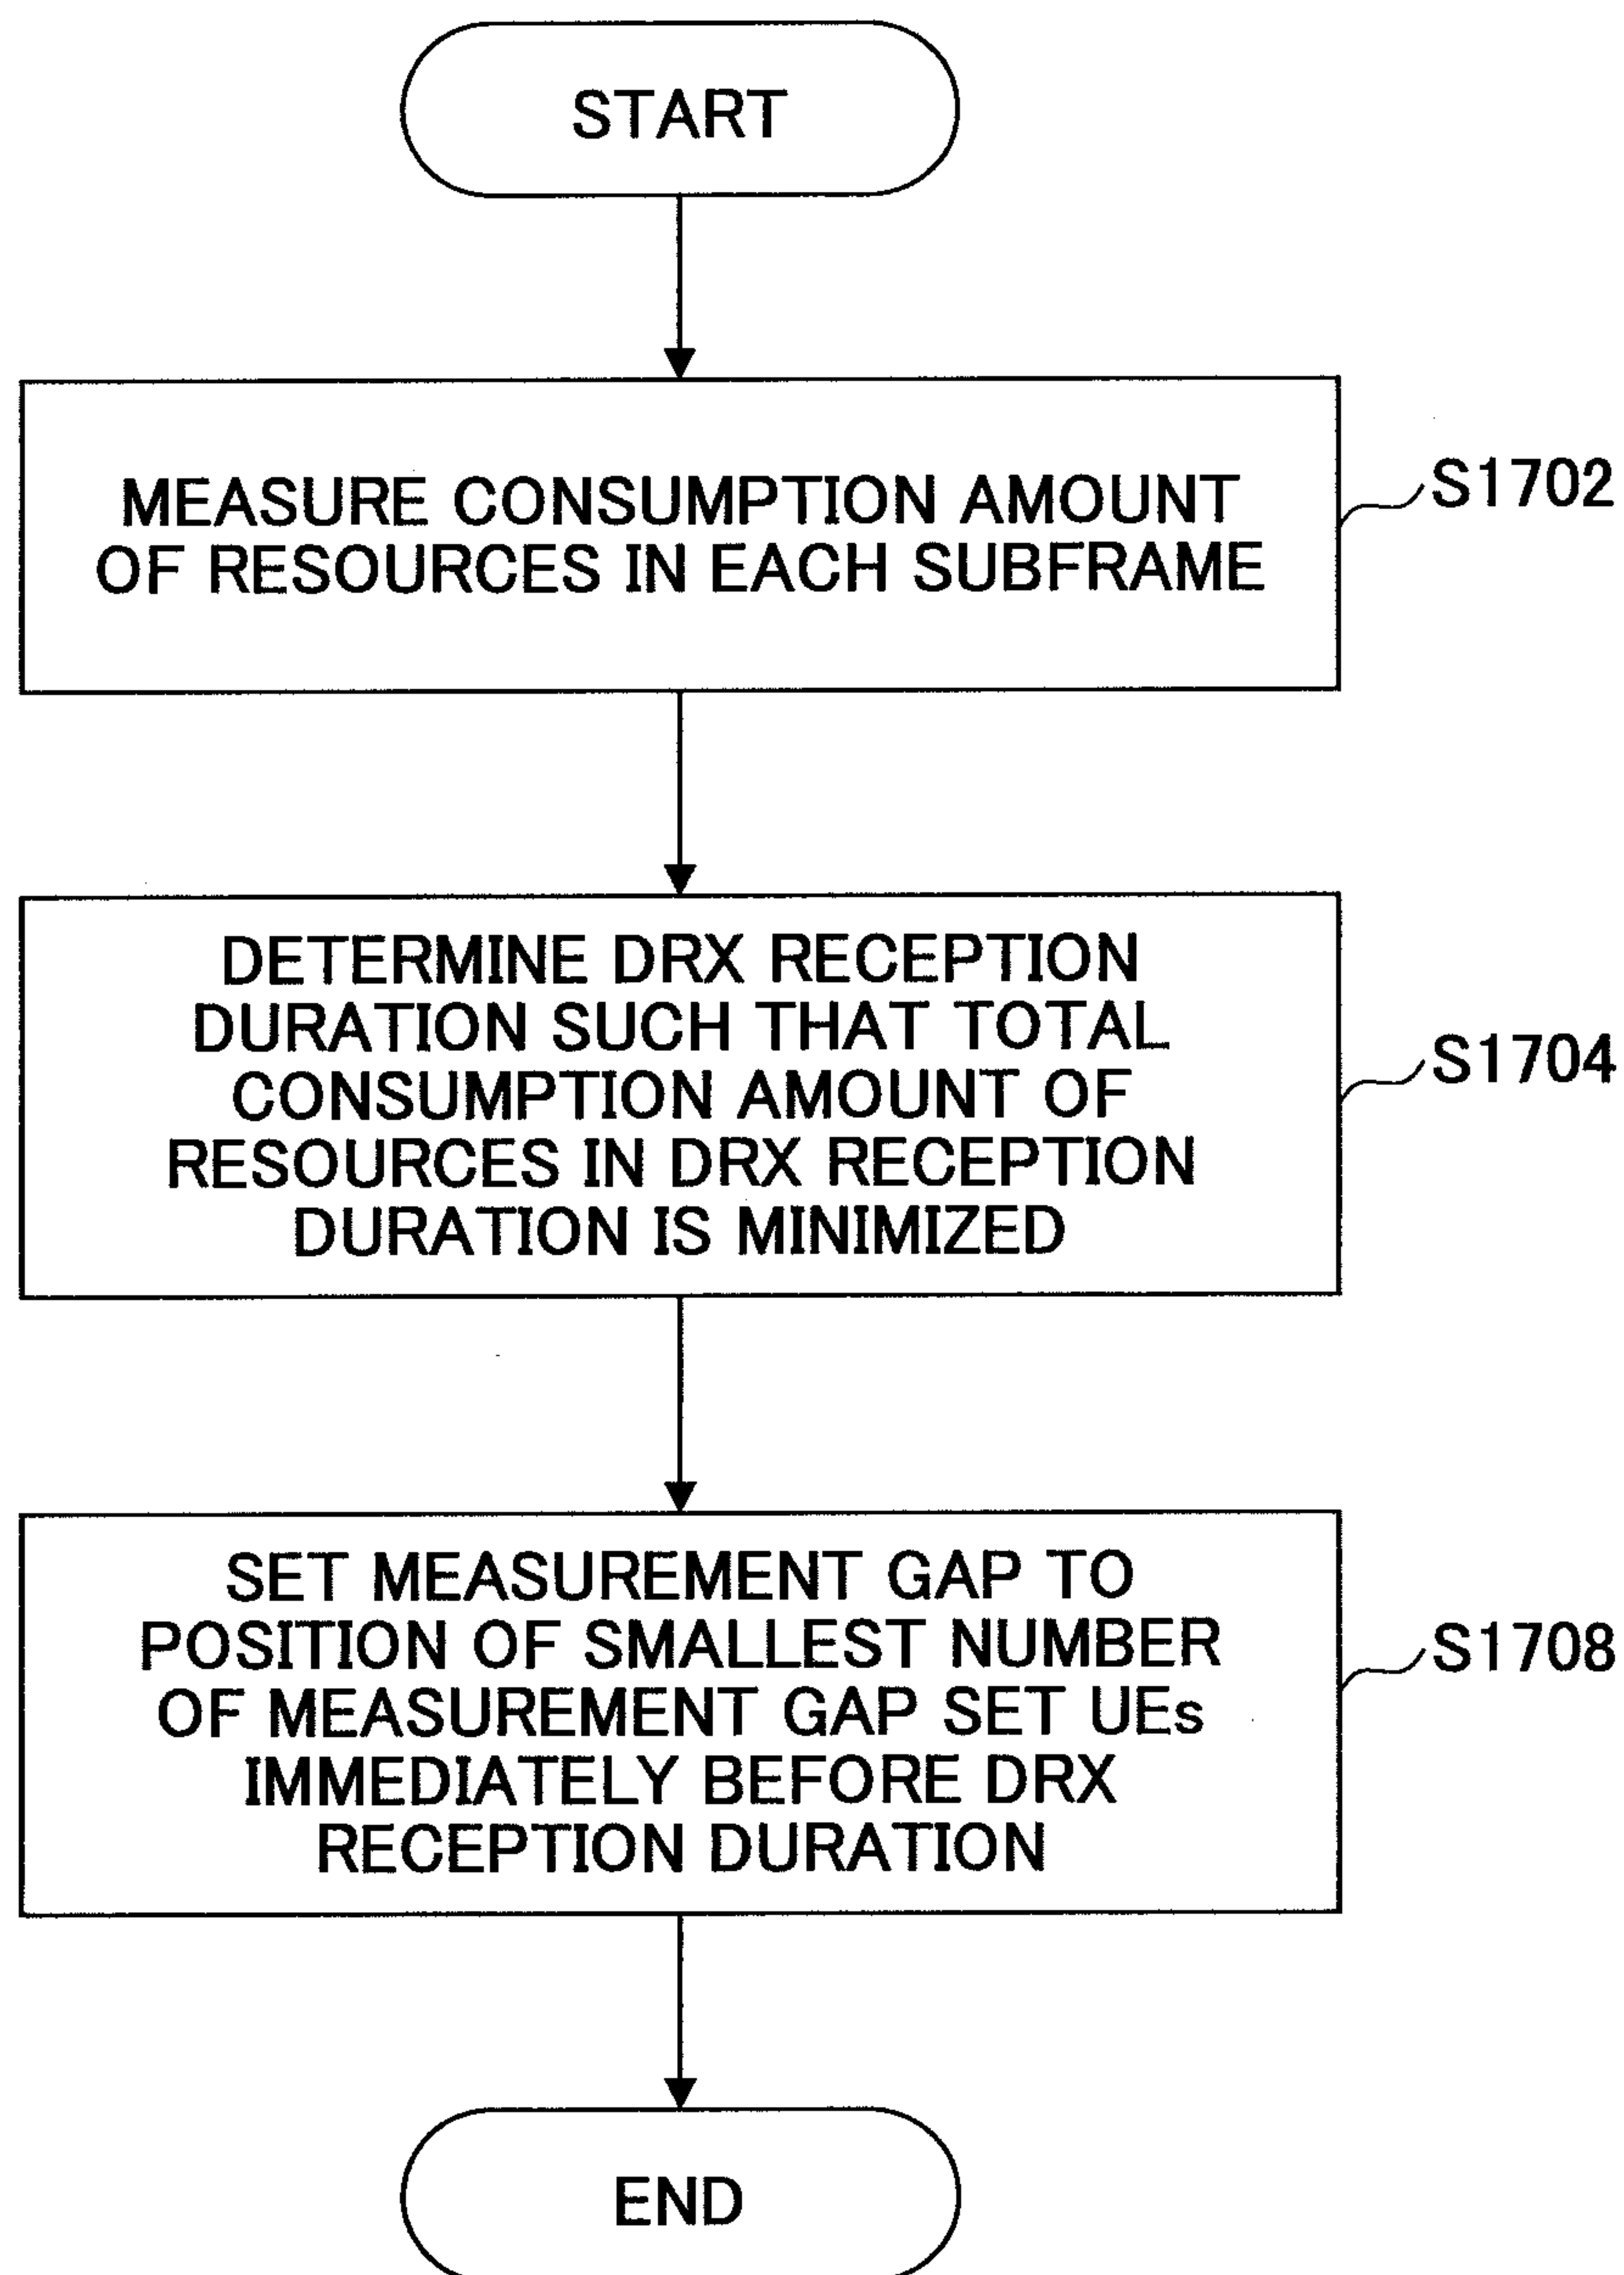 START
MEASURE CONSUMPTION AMOUNT
OF RESOURCES IN EACH SUBFRAME
S1702
DETERMINE DRX RECEPTION
DURATION SUCH THAT TOTAL
CONSUMPTION AMOUNT OF
RESOURCES IN DRX RECEPTION
DURATION IS MINIMIZED
S1704
SET MEASUREMENT GAP TO
POSITION OF SMALLEST NUMBER
OF MEASUREMENT GAP SET UEs
IMMEDIATELY BEFORE DRX
RECEPTION DURATION
S1708
END